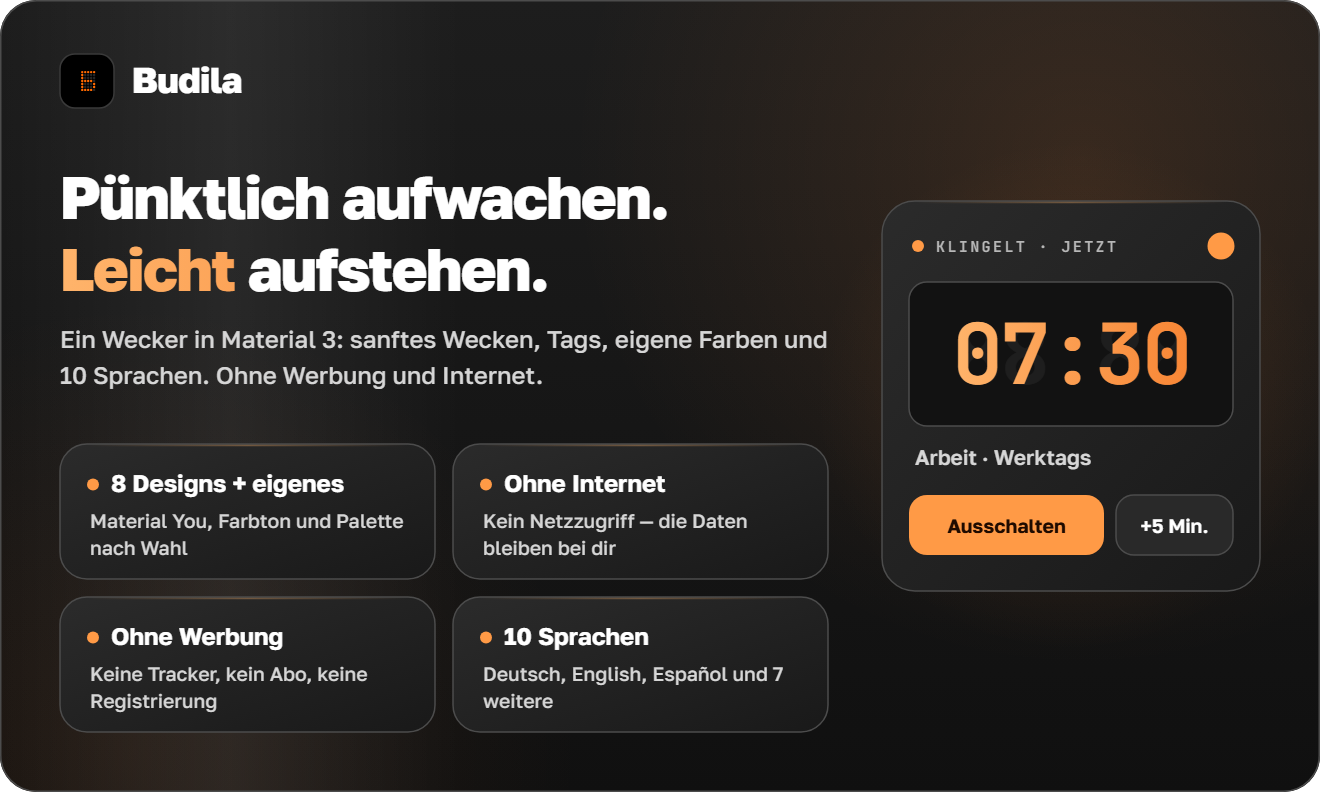 Budila
Pünktlich aufwachen.
Leicht aufstehen.
Ein Wecker in Material 3: sanftes Wecken, Tags, eigene Farben und
10 Sprachen. Ohne Werbung und Internet.
8 Designs + eigenes
Material You, Farbton und Palette
nach Wahl
Ohne Internet
Kein Netzzugriff — die Daten
bleiben bei dir
Ohne Werbung
Keine Tracker, kein Abo, keine
Registrierung
10 Sprachen
Deutsch, English, Español und 7
weitere
KLINGELT · JETZT
07:30
Arbeit · Werktags
Ausschalten
+5 Min.